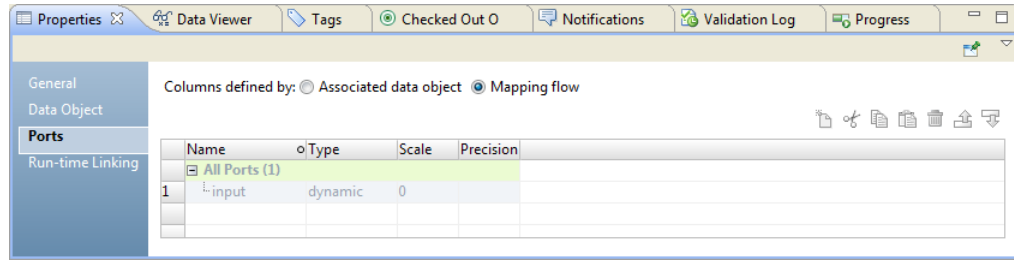 Properties Data Viewer Tags Checked Out O Notifications Validation Log Progress
General
Data Object
Ports
Run-time Linking
Columns defined by: Associated data object Mapping flow
Name Type Scale Precision
All Ports (1)
1 input dynamic 0